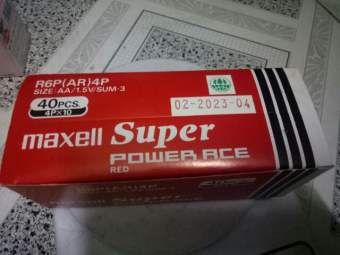 R6P(AR)4P
SIZE:AA/1.5V/SUM-3
40PCS.
4P×10
02-2023-04
maxell Super
POWER ACE
RED